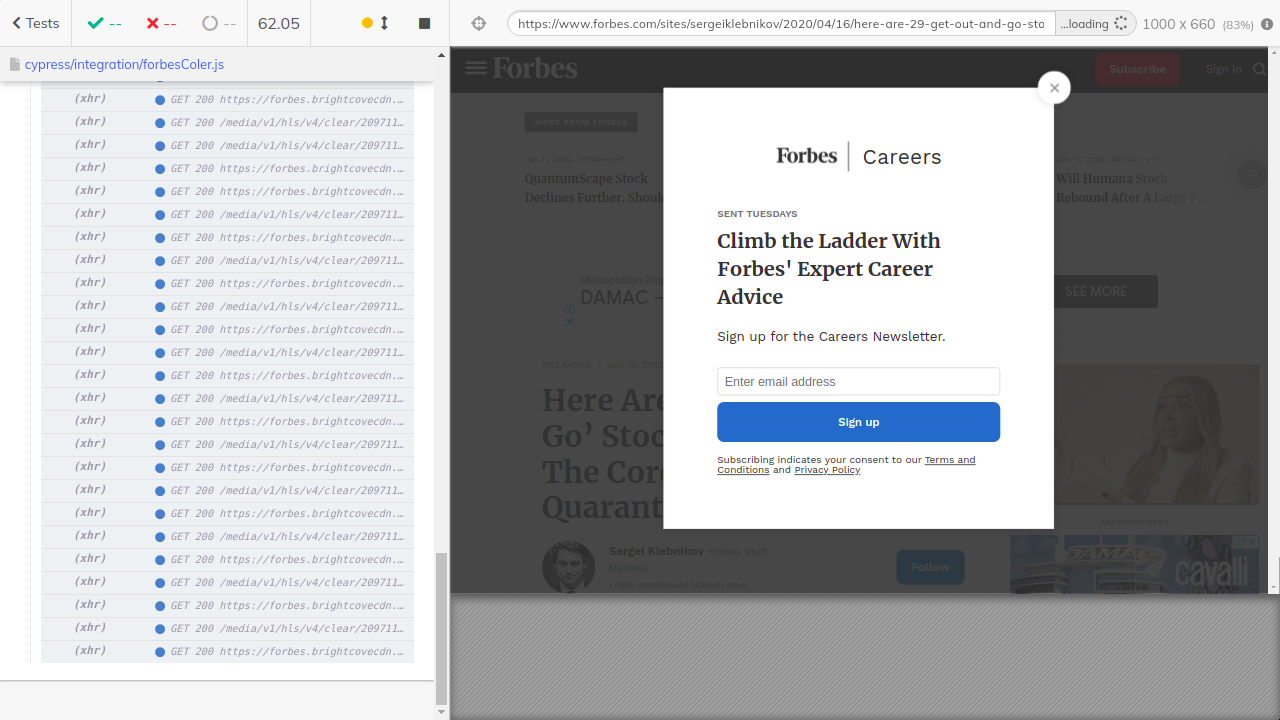 Tests
--
--
--
62.05
https://www.forbes.com/sites/sergeiklebnikov/2020/04/16/here-are-29-get-out-and-go-sto
...loading
1000 x 660 (83%)
cypress/integration/forbesColer.js
(xhr) GET 200 https://forbes.brightcovecdn.…
(xhr) GET 200 /media/v1/hls/v4/clear/209711…
(xhr) GET 200 /media/v1/hls/v4/clear/209711…
(xhr) GET 200 https://forbes.brightcovecdn.…
(xhr) GET 200 https://forbes.brightcovecdn.…
(xhr) GET 200 /media/v1/hls/v4/clear/209711…
(xhr) GET 200 https://forbes.brightcovecdn.…
(xhr) GET 200 /media/v1/hls/v4/clear/209711…
(xhr) GET 200 https://forbes.brightcovecdn.…
(xhr) GET 200 /media/v1/hls/v4/clear/209711…
(xhr) GET 200 https://forbes.brightcovecdn.…
(xhr) GET 200 /media/v1/hls/v4/clear/209711…
(xhr) GET 200 https://forbes.brightcovecdn.…
(xhr) GET 200 /media/v1/hls/v4/clear/209711…
(xhr) GET 200 https://forbes.brightcovecdn.…
(xhr) GET 200 /media/v1/hls/v4/clear/209711…
(xhr) GET 200 https://forbes.brightcovecdn.…
(xhr) GET 200 /media/v1/hls/v4/clear/209711…
(xhr) GET 200 https://forbes.brightcovecdn.…
(xhr) GET 200 /media/v1/hls/v4/clear/209711…
(xhr) GET 200 https://forbes.brightcovecdn.…
(xhr) GET 200 /media/v1/hls/v4/clear/209711…
(xhr) GET 200 https://forbes.brightcovecdn.…
(xhr) GET 200 /media/v1/hls/v4/clear/209711…
(xhr) GET 200 https://forbes.brightcovecdn.…
Forbes
Subscribe
Sign In
MORE FROM FORBES
QuantumScape Stock
Declines Further. Shoul
Will Humana Stock
Rebound After A Large F
Metropolitan Pro
DAMAC –
SEE MORE
BREAKING | Apr 16, 2020
Here Are
Go’ Stoc
The Cor
Quarant
Sergei Klebnikov Forbes Staff
Markets
I cover markets and business news.
Follow
ADVERTISEMENT
DAMAC
cavalli
Forbes | Careers
SENT TUESDAYS
Climb the Ladder With
Forbes' Expert Career
Advice
Sign up for the Careers Newsletter.
Enter email address
Sign up
Subscribing indicates your consent to our Terms and
Conditions and Privacy Policy